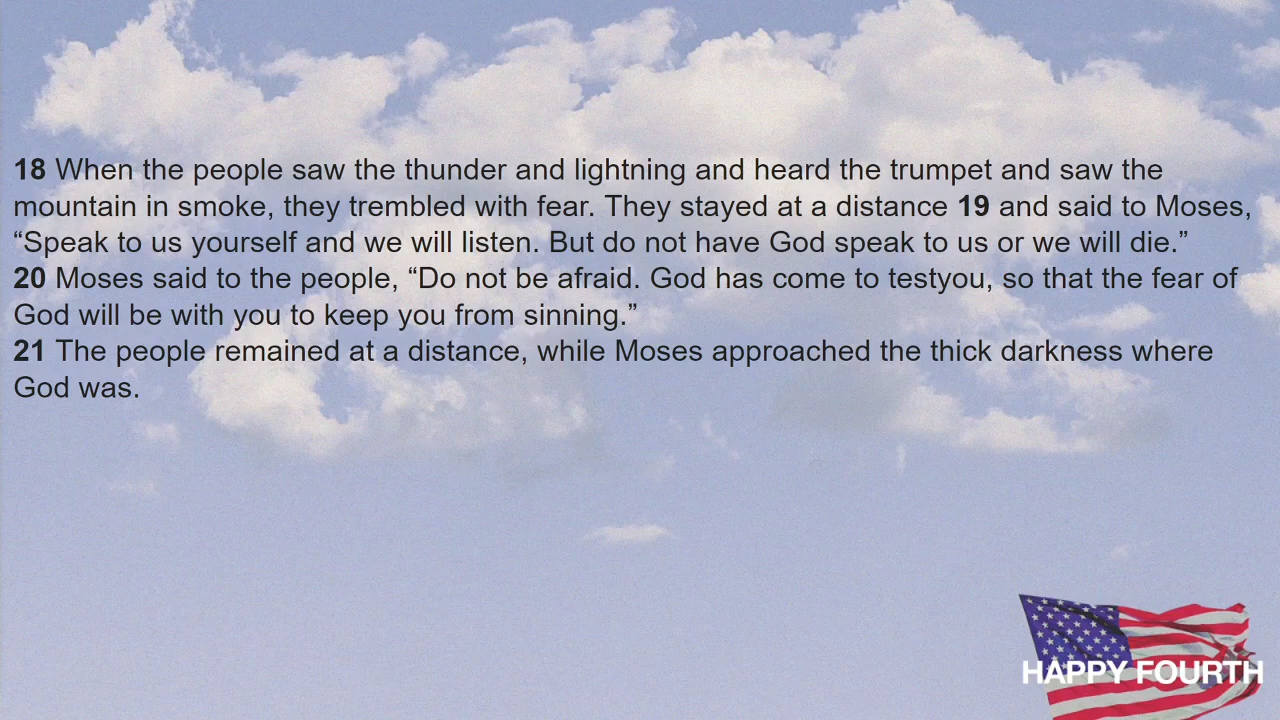 18 When the people saw the thunder and lightning and heard the trumpet and saw the
mountain in smoke, they trembled with fear. They stayed at a distance 19 and said to Moses,
“Speak to us yourself and we will listen. But do not have God speak to us or we will die.”
20 Moses said to the people, “Do not be afraid. God has come to testyou, so that the fear of
God will be with you to keep you from sinning.”
21 The people remained at a distance, while Moses approached the thick darkness where
God was.
HAPPY FOURTH